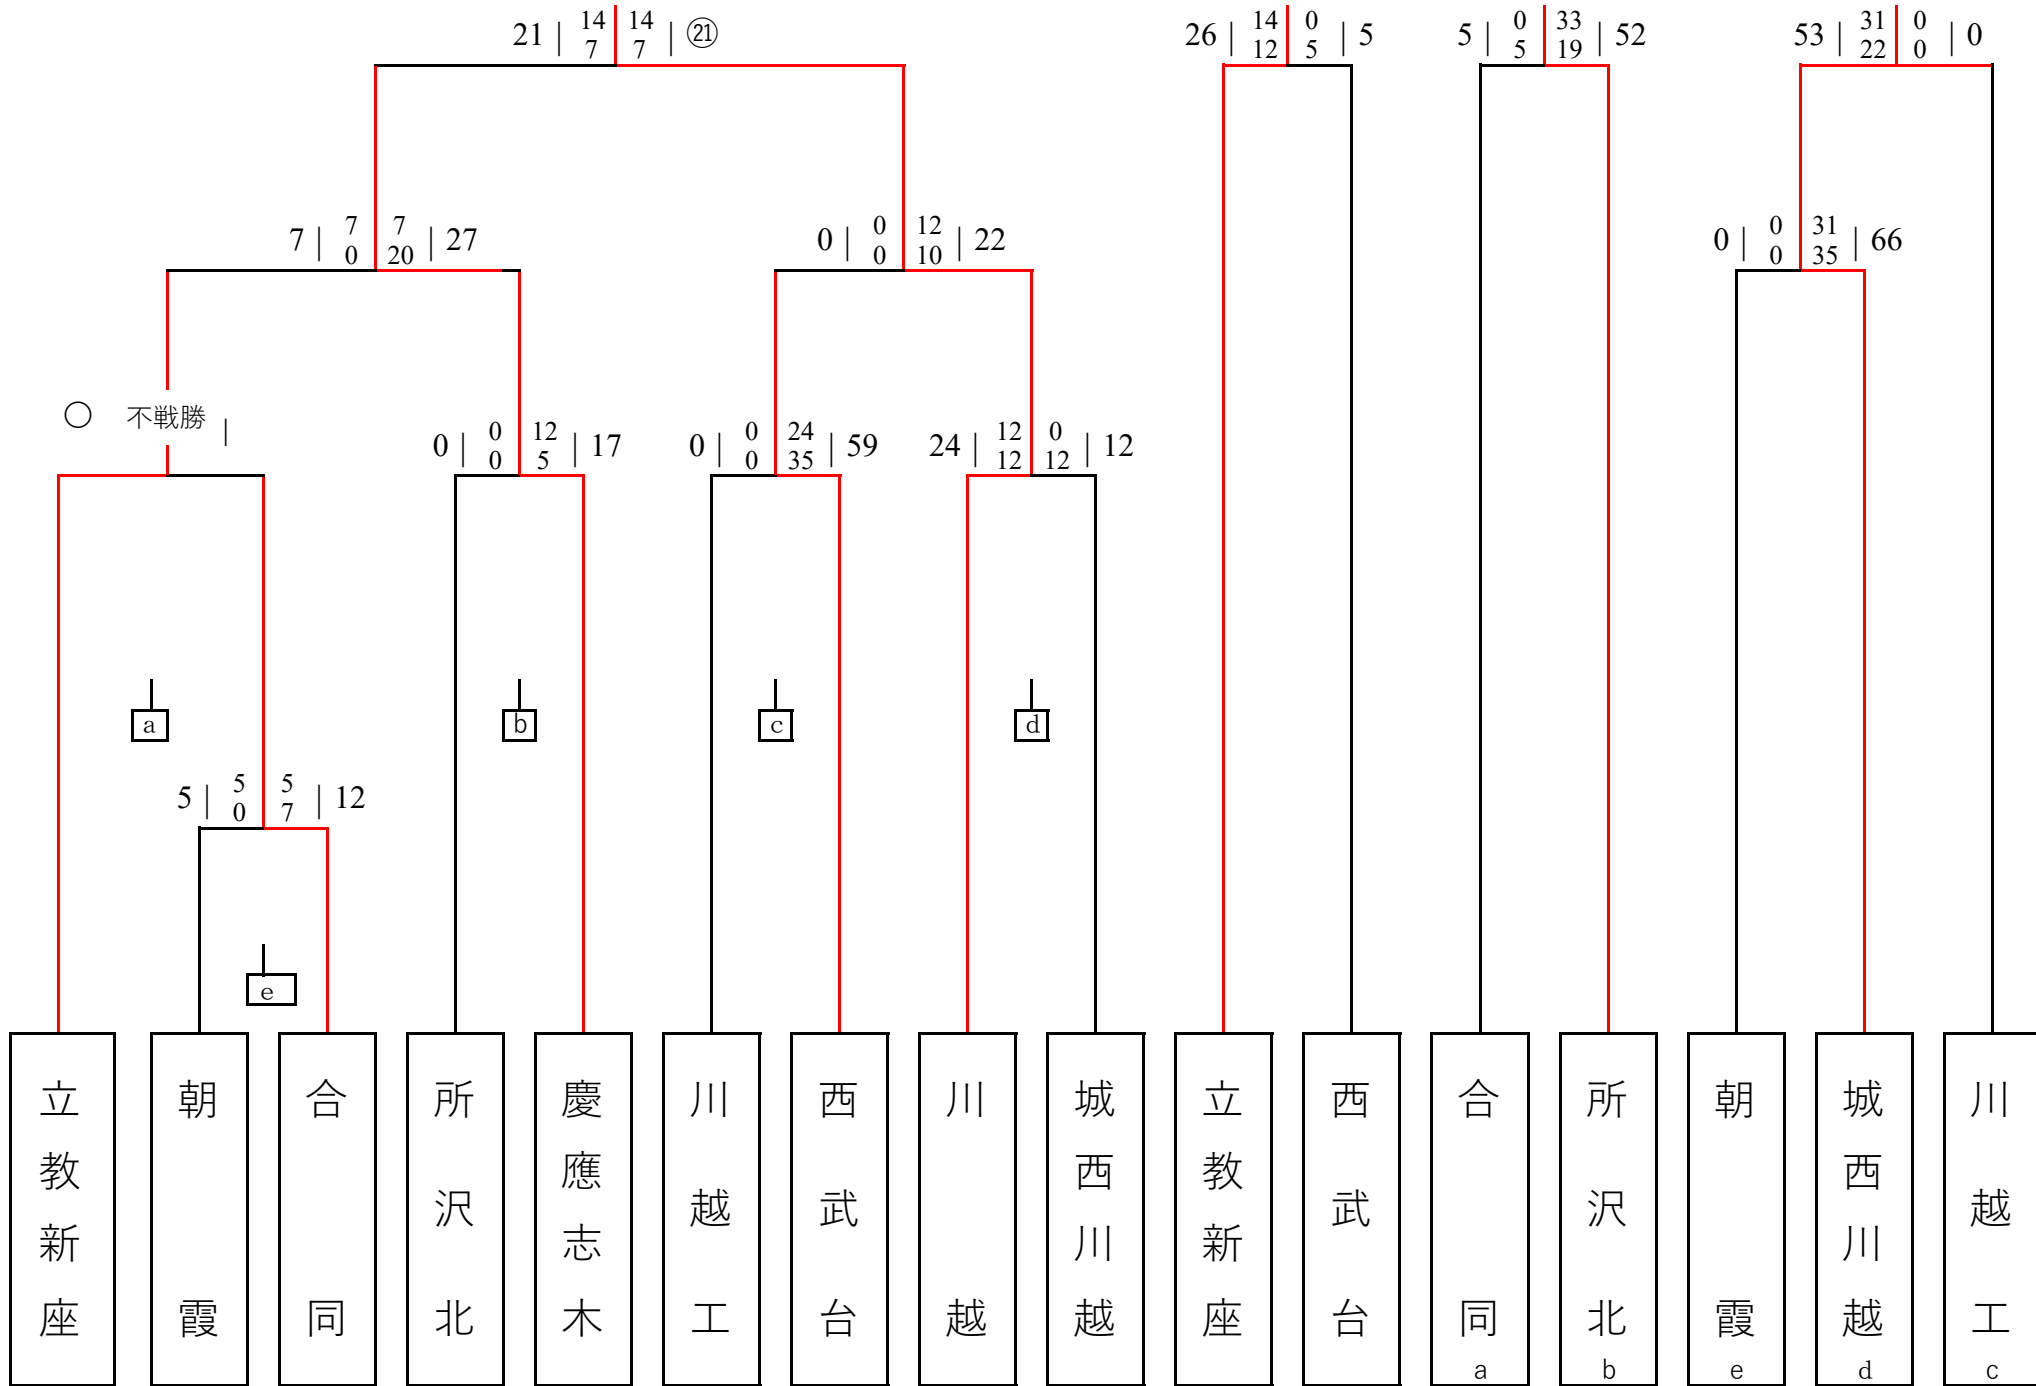 21 | 14 14 | ㉑
7 7
26 | 14 0 | 5
12 5
5 | 0 33 | 52
5 19
53 | 31 0 | 0
22 0
7 | 7 7 | 27
0 20
0 | 0 12 | 22
0 10
0 | 0 31 | 66
0 35
○ 不戦勝 |
0 | 0 12 | 17
0 5
0 | 0 24 | 59
0 35
24 | 12 0 | 12
12 12
a
b
c
d
5 | 5 5 | 12
0 7
e
立教新座
朝霞
合同
所沢北
慶應志木
川越工
西武台
川越
城西川越
立教新座
西武台
合同 a
所沢北 b
朝霞 e
城西川越 d
川越工 c